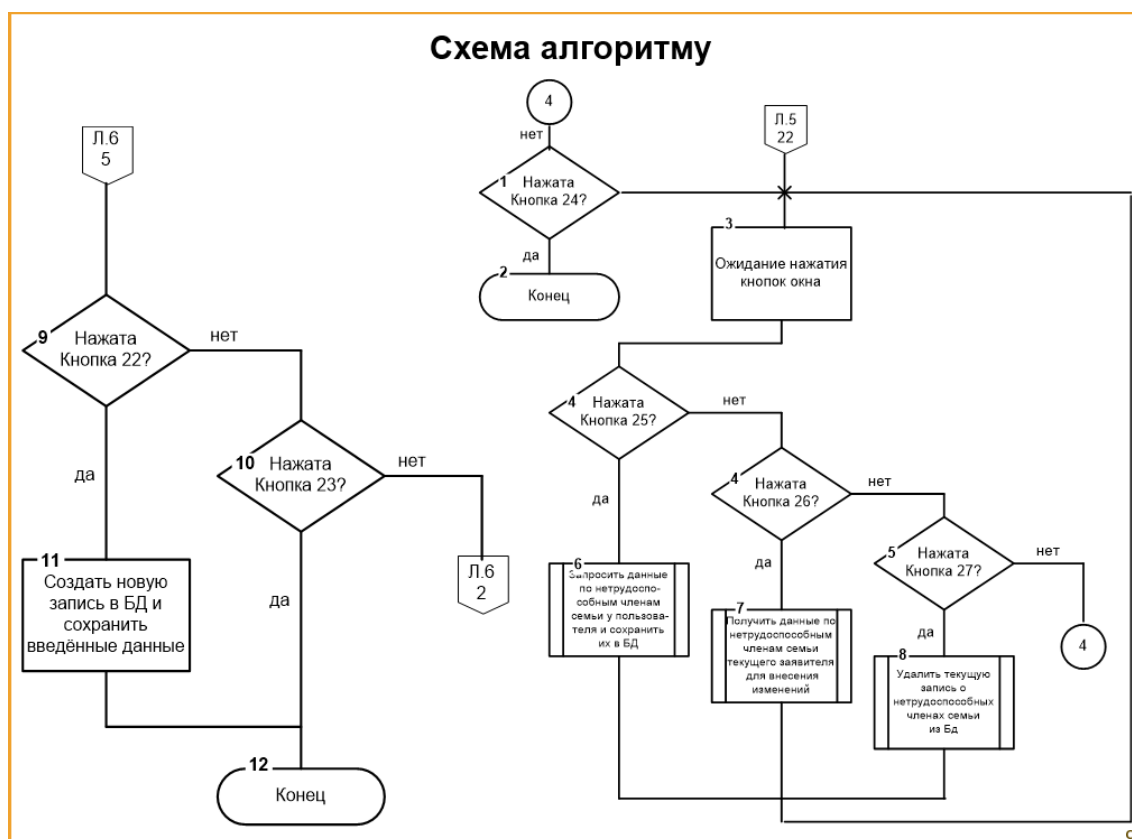 Схема алгоритму
Л.6
5
9
Нажата
Кнопка 22?
нет
да
10
Нажата
Кнопка 23?
нет
да
Л.6
2
11
Создать новую
запись в БД и
сохранить
введённые данные
12
Конец
4
нет
1
Нажата
Кнопка 24?
да
2
Конец
Л.5
22
3
Ожидание нажатия
кнопок окна
4
Нажата
Кнопка 25?
нет
да
4
Нажата
Кнопка 26?
нет
да
5
Нажата
Кнопка 27?
нет
да
4
6
Запросить данные
по нетрудоспо-
собным членам
семьи у пользова-
теля и сохранить
их в БД
7
Получить данные по
нетрудоспособным
членам семьи
текущего заявителя
для внесения
изменений
8
Удалить текущую
запись о
нетрудоспособных
членах семьи
из Бд